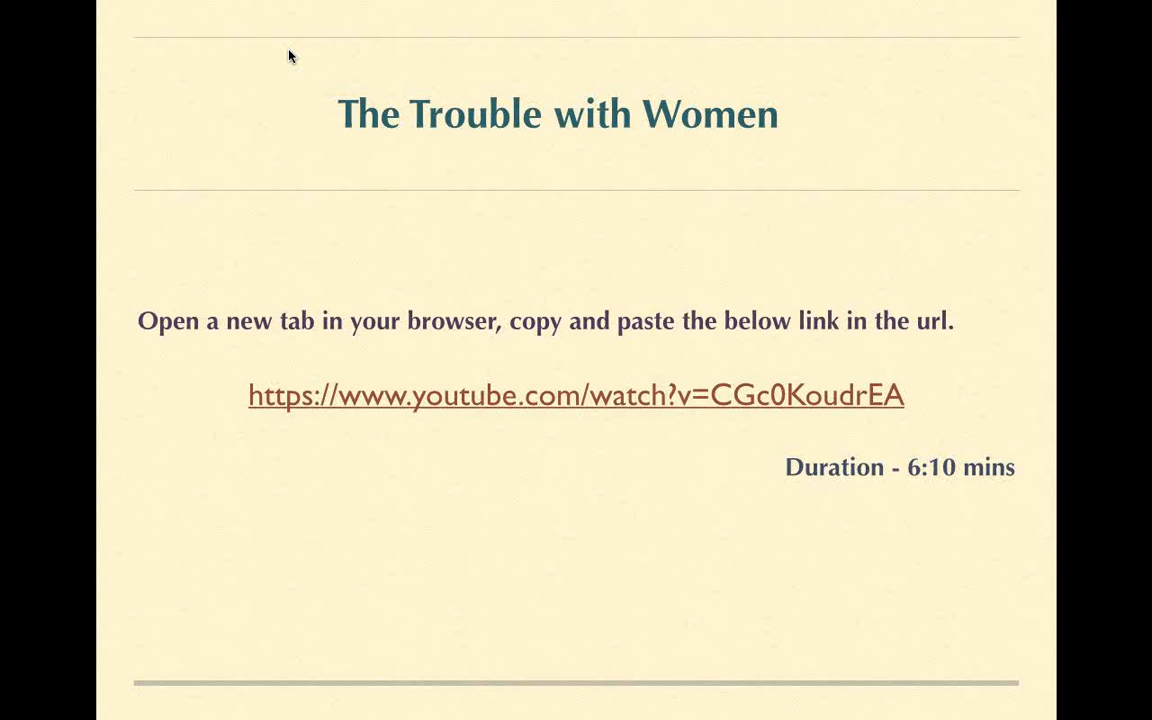 The Trouble with Women
Open a new tab in your browser, copy and paste the below link in the url.
https://www.youtube.com/watch?v=CGc0KoudrEA
Duration - 6:10 mins